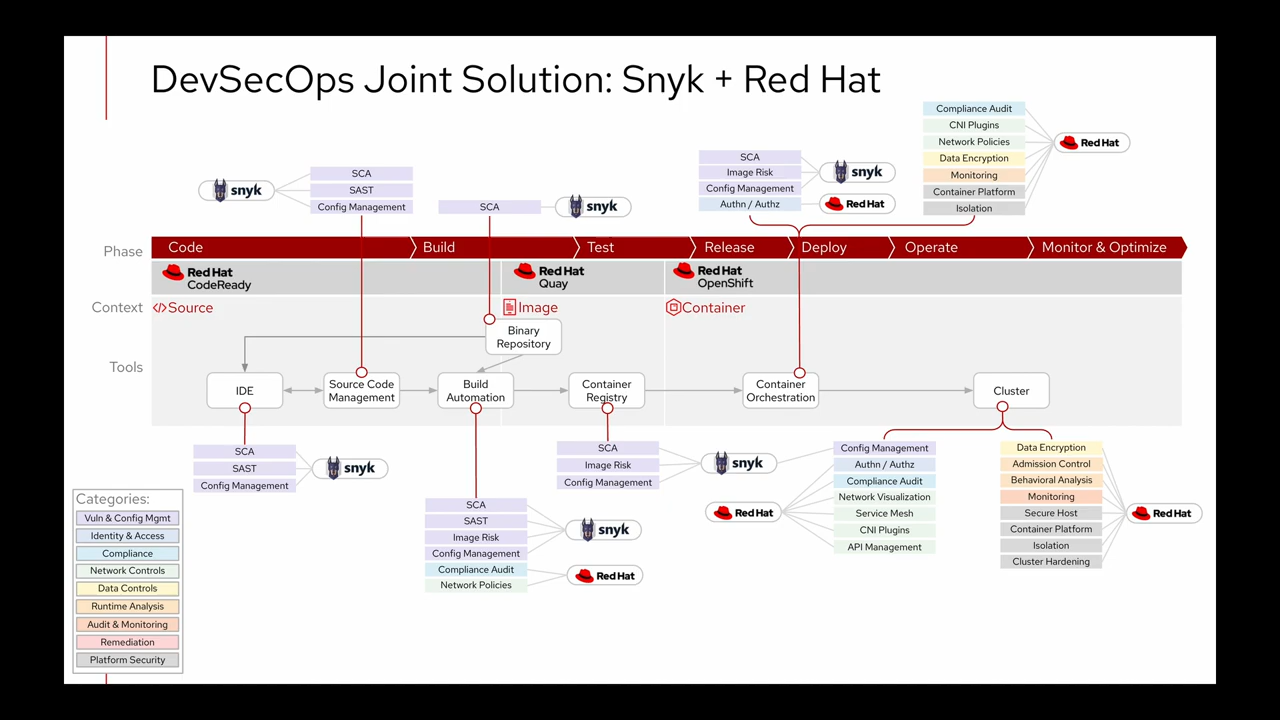 DevSecOps Joint Solution: Snyk + Red Hat
Compliance Audit
CNI Plugins
Network Policies
Data Encryption
Monitoring
Container Platform
Isolation
Red Hat
SCA
Image Risk
Config Management
Authn / Authz
snyk
Red Hat
snyk
SCA
SAST
Config Management
SCA
snyk
Phase
Code
Build
Test
Release
Deploy
Operate
Monitor & Optimize
Red Hat
CodeReady
Red Hat
Quay
Red Hat
OpenShift
Context
</>Source
Image
Container
Tools
Binary
Repository
IDE
Source Code
Management
Build
Automation
Container
Registry
Container
Orchestration
Cluster
SCA
SAST
Config Management
snyk
SCA
SAST
Image Risk
Config Management
Compliance Audit
Network Policies
snyk
Red Hat
SCA
Image Risk
Config Management
snyk
Red Hat
Config Management
Authn / Authz
Compliance Audit
Network Visualization
Service Mesh
CNI Plugins
API Management
Data Encryption
Admission Control
Behavioral Analysis
Monitoring
Secure Host
Container Platform
Isolation
Cluster Hardening
Red Hat
Categories:
Vuln & Config Mgmt
Identity & Access
Compliance
Network Controls
Data Controls
Runtime Analysis
Audit & Monitoring
Remediation
Platform Security